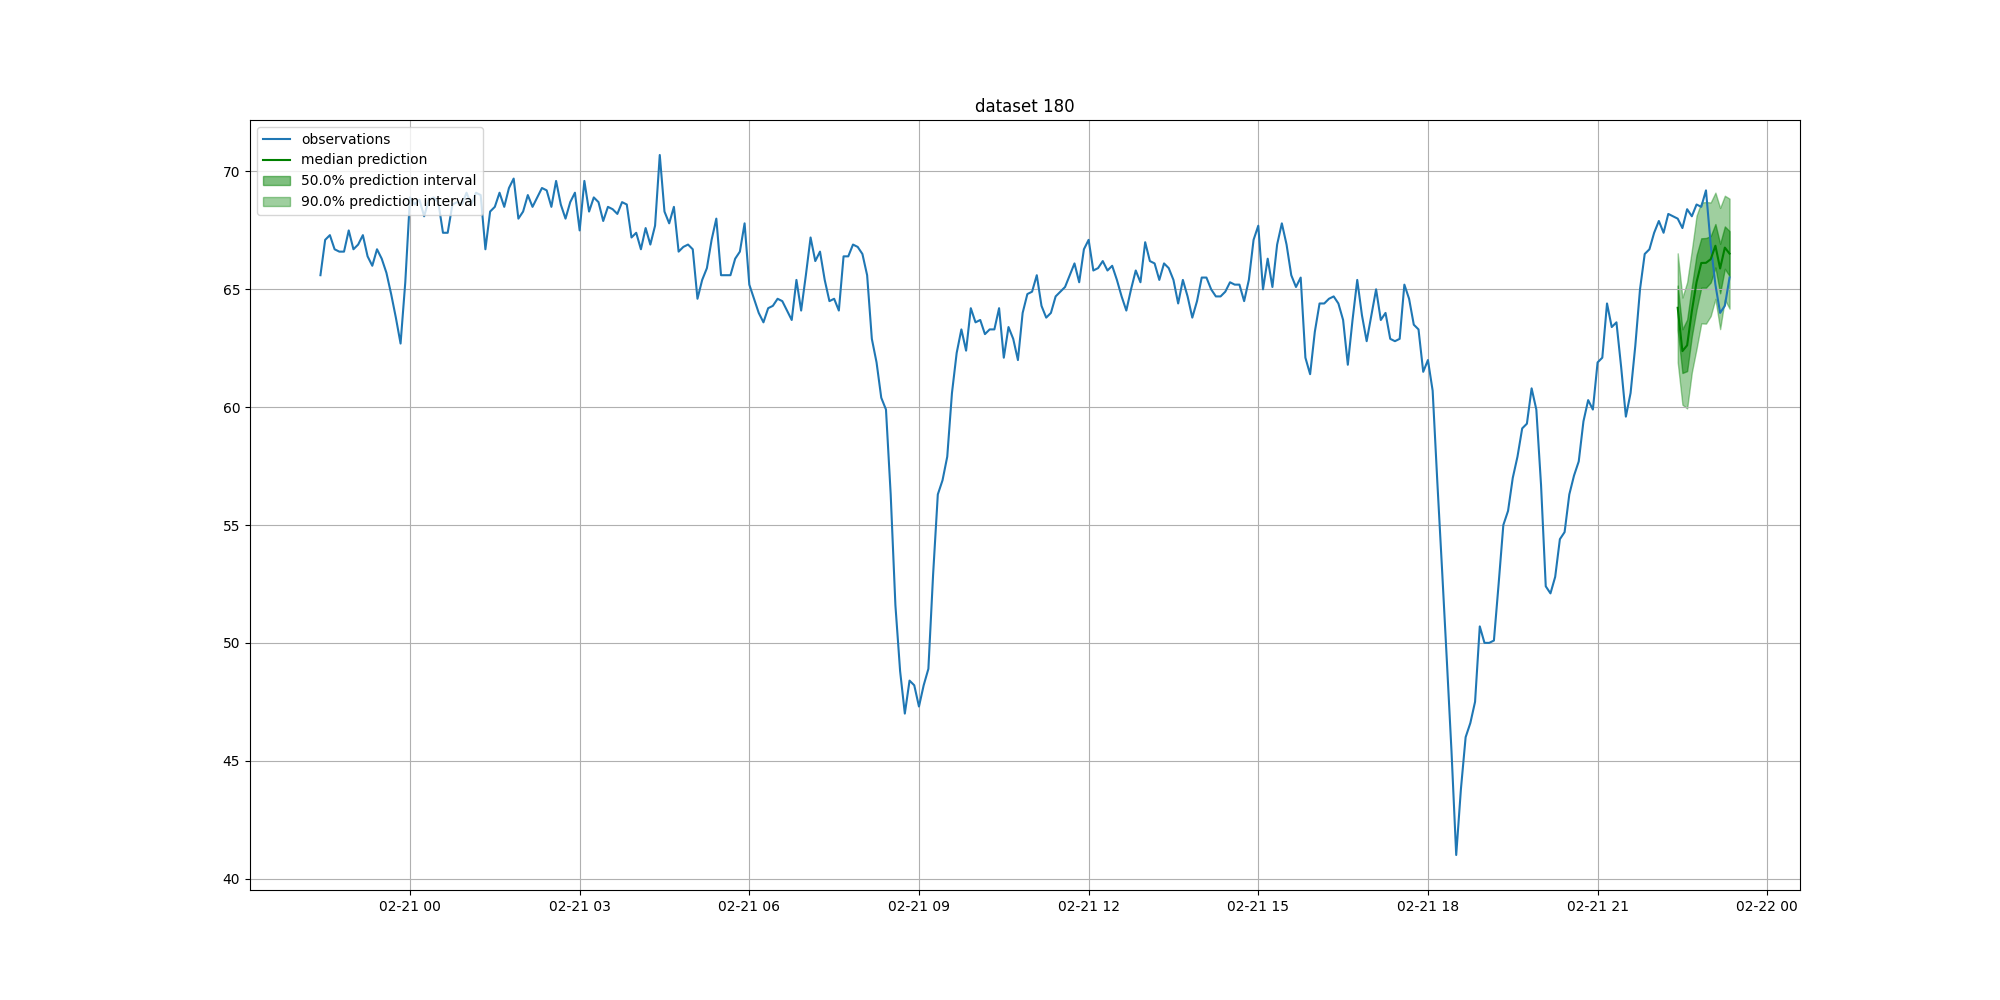 dataset 180
observations
median prediction
50.0% prediction interval
90.0% prediction interval
70
65
60
55
50
45
40
02-21 00 02-21 03 02-21 06 02-21 09 02-21 12 02-21 15 02-21 18 02-21 21 02-22 00